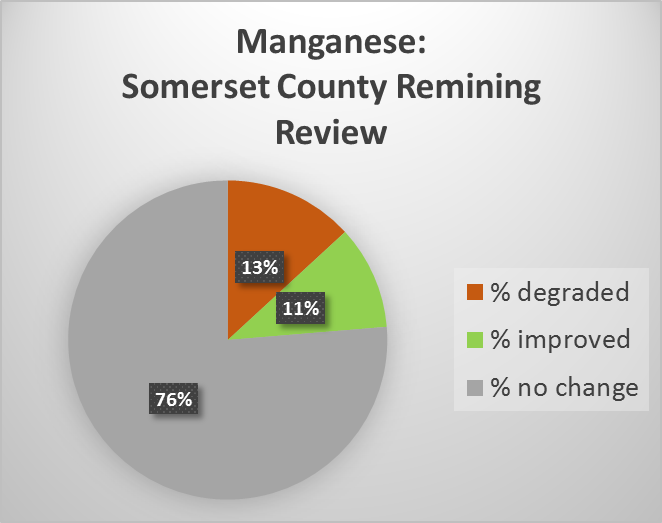 Manganese:
Somerset County Remining
Review
13%
11%
76%
% degraded
% improved
% no change